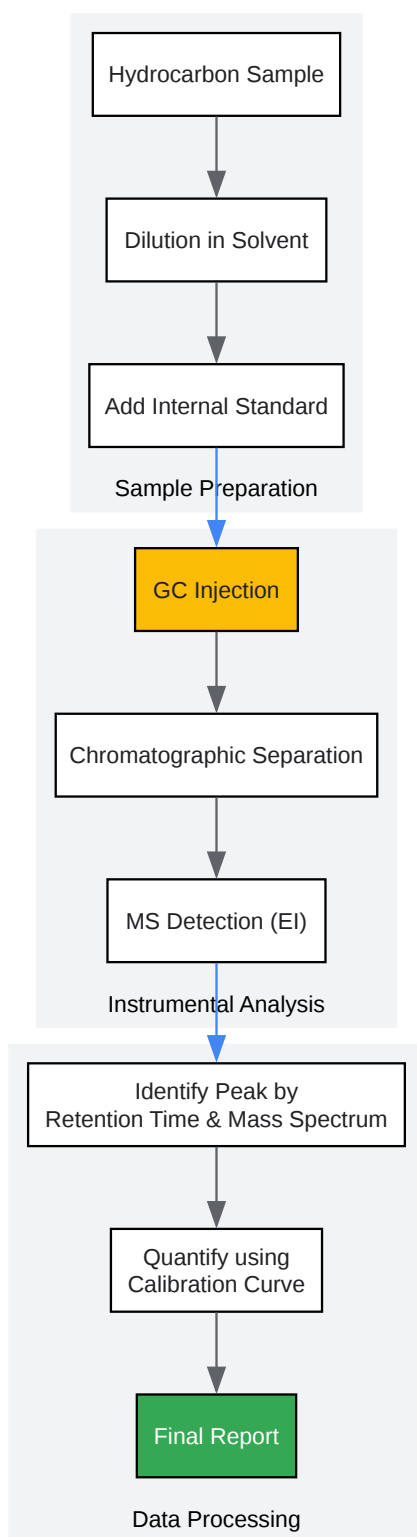 Hydrocarbon Sample
Dilution in Solvent
Add Internal Standard
Sample Preparation
GC Injection
Chromatographic Separation
MS Detection (EI)
Instrumental Analysis
Identify Peak by
Retention Time & Mass Spectrum
Quantify using
Calibration Curve
Final Report
Data Processing